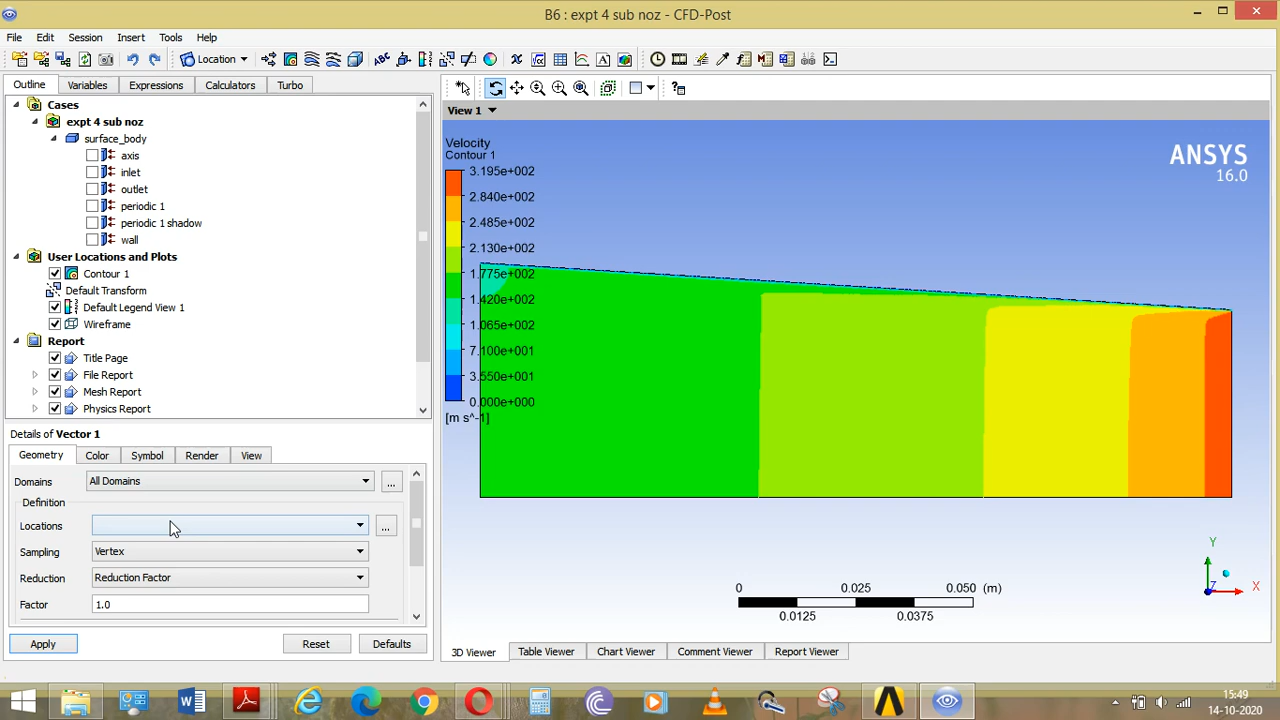 B6 : expt 4 sub noz - CFD-Post
File Edit Session Insert Tools Help
Location
Outline Variables Expressions Calculators Turbo
Cases
expt 4 sub noz
surface_body
axis
inlet
outlet
periodic 1
periodic 1 shadow
wall
User Locations and Plots
Contour 1
Default Transform
Default Legend View 1
Wireframe
Report
Title Page
File Report
Mesh Report
Physics Report
Details of Vector 1
Geometry Color Symbol Render View
Domains All Domains ...
Definition
Locations ...
Sampling Vertex
Reduction Reduction Factor
Factor 1.0
Apply Reset Defaults
View 1
Velocity
Contour 1
3.195e+002
2.840e+002
2.485e+002
2.130e+002
1.775e+002
1.420e+002
1.065e+002
7.100e+001
3.550e+001
0.000e+000
[m s^-1]
ANSYS
16.0
Y
Z X
0 0.025 0.050 (m)
0.0125 0.0375
3D Viewer Table Viewer Chart Viewer Comment Viewer Report Viewer
15:49
14-10-2020